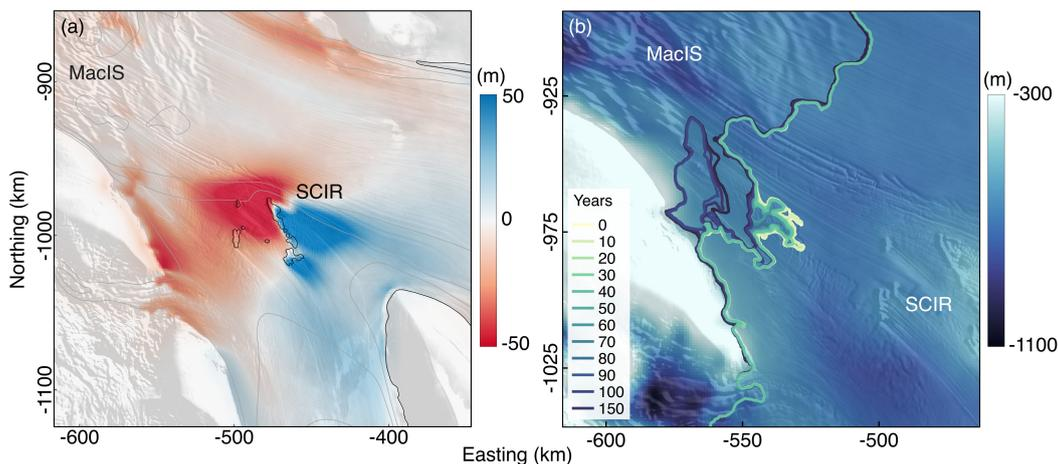 (a)
MacIS
SCIR
(m)
50
0
-50
-9900
-1000
-1100
Northing (km)
-600
-500
-400
(b)
MacIS
SCIR
(m)
-300
-1100
-925
-975
-1025
Years
0
10
20
30
40
50
60
70
80
90
100
150
-600
-550
-500
Easting (km)